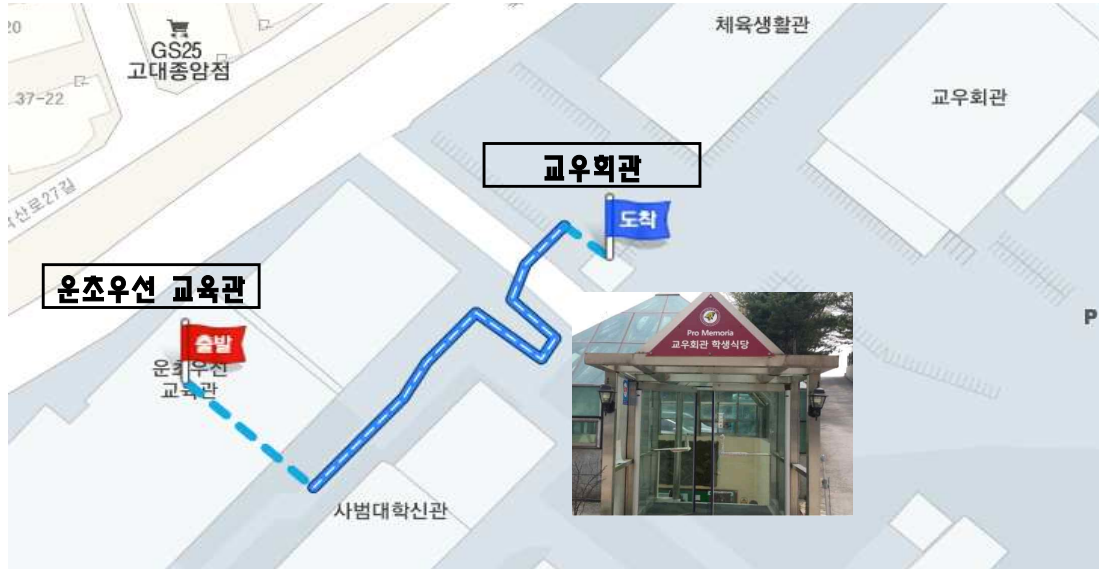 20
GS25
고대종암점
37-22
산로27길
체육생활관
교우회관
교우회관
도착
운초우선 교육관
출발
운초우선
교육관
사범대학신관
P
Pro Memoria
교우회관 학생식당